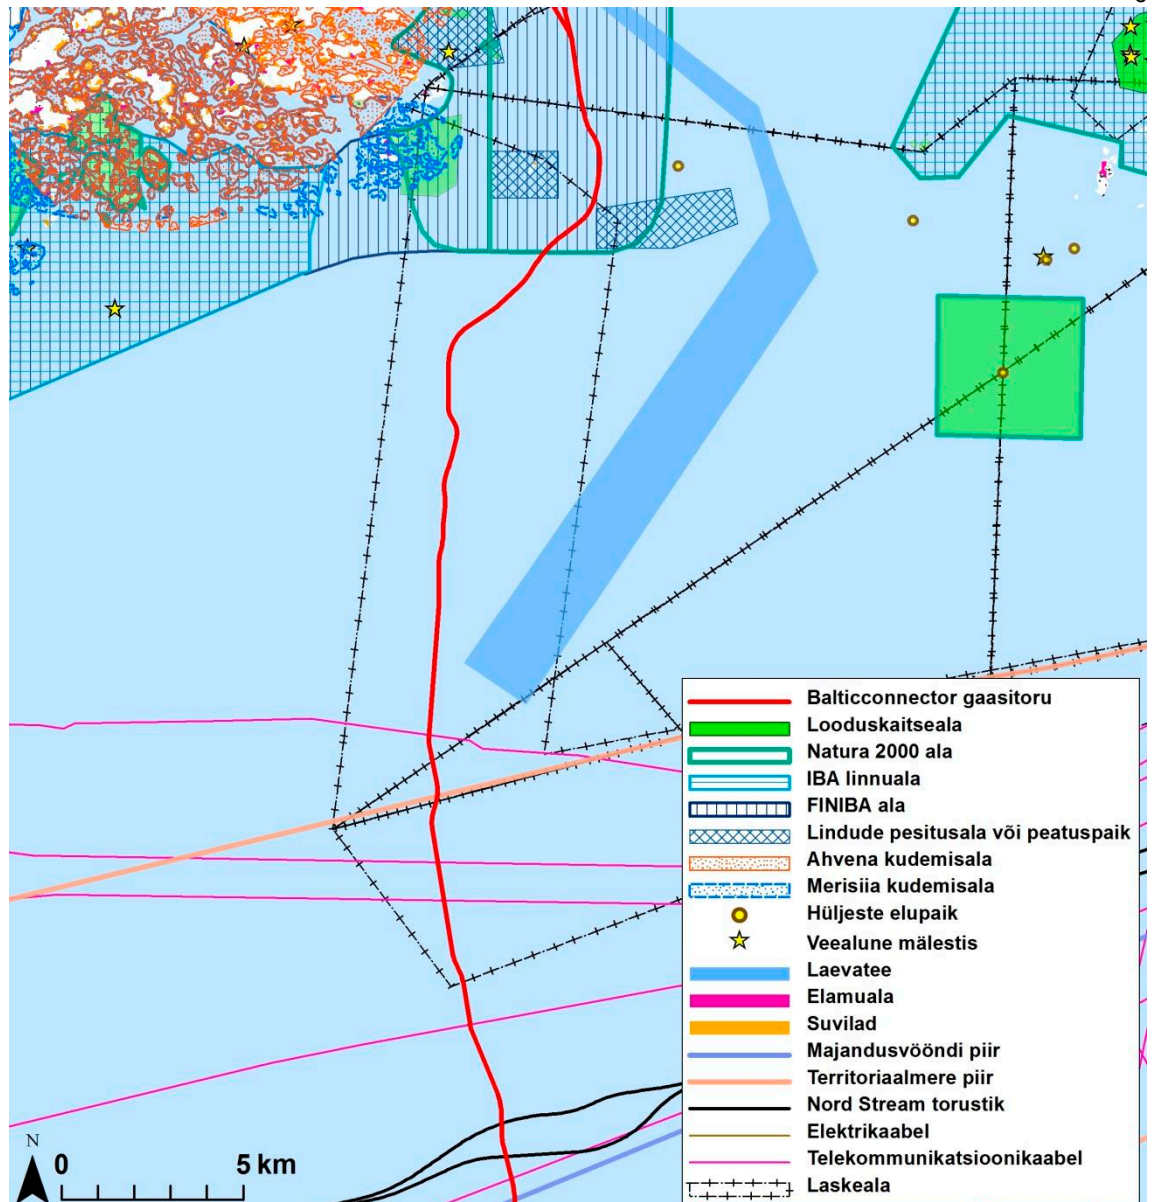 Balticconnector gaasitoru
Looduskaitseala
Natura 2000 ala
IBA linnuala
FINIBA ala
Lindude pesitusala või peatuspaik
Ahvena kudemisala
Merisiia kudemisala
Hüljeste elupaik
Veealune mälestis
Laevatee
Elamuala
Suvilad
Majandusvööndi piir
Territoriaalmere piir
Nord Stream torustik
Elektrikaabel
Telekommunikatsioonikaabel
Laskeala
N
0 5 km